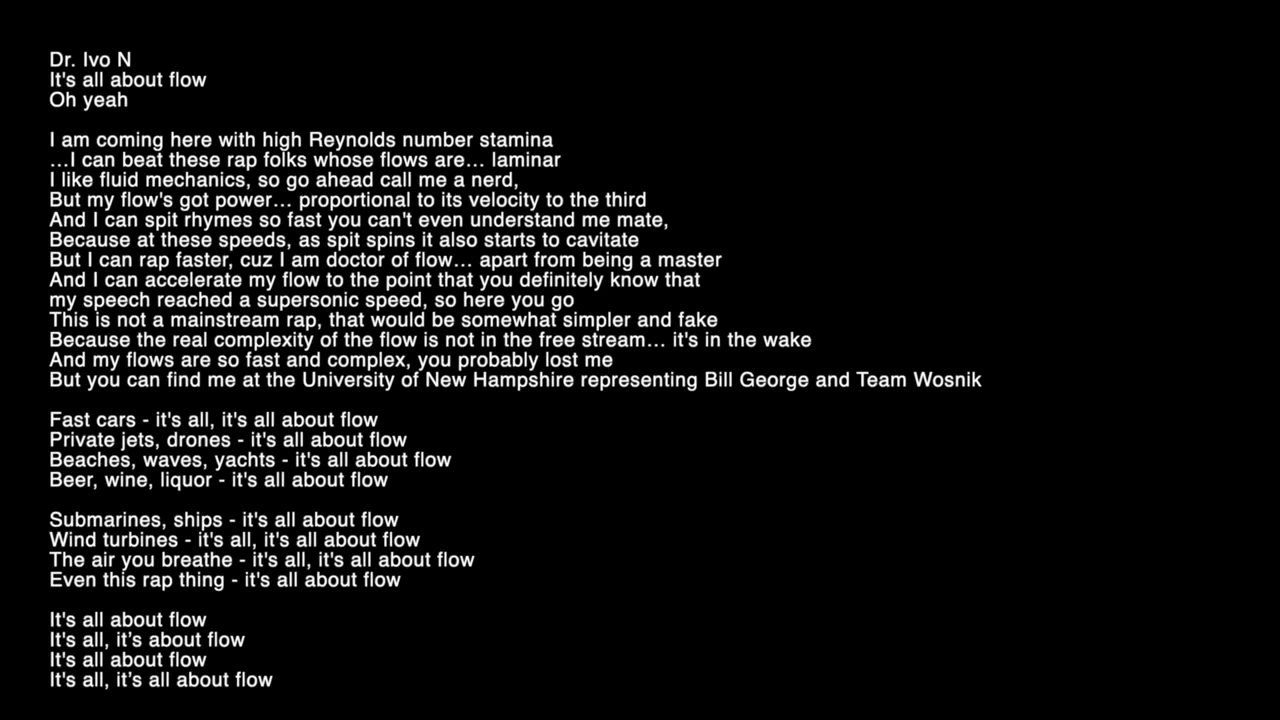 Dr. Ivo N
It's all about flow
Oh yeah
I am coming here with high Reynolds number stamina
...I can beat these rap folks whose flows are... laminar
I like fluid mechanics, so go ahead call me a nerd,
But my flow's got power... proportional to its velocity to the third
And I can spit rhymes so fast you can't even understand me mate,
Because at these speeds, as spit spins it also starts to cavitate
But I can rap faster, cuz I am doctor of flow... apart from being a master
And I can accelerate my flow to the point that you definitely know that
my speech reached a supersonic speed, so here you go
This is not a mainstream rap, that would be somewhat simpler and fake
Because the real complexity of the flow is not in the free stream... it's in the wake
And my flows are so fast and complex, you probably lost me
But you can find me at the University of New Hampshire representing Bill George and Team Wosnik
Fast cars - it's all, it's all about flow
Private jets, drones - it's all about flow
Beaches, waves, yachts - it's all about flow
Beer, wine, liquor - it's all about flow
Submarines, ships - it's all about flow
Wind turbines - it's all, it's all about flow
The air you breathe - it's all, it's all about flow
Even this rap thing - it's all about flow
It's all about flow
It's all, it’s about flow
It's all about flow
It's all, it’s all about flow